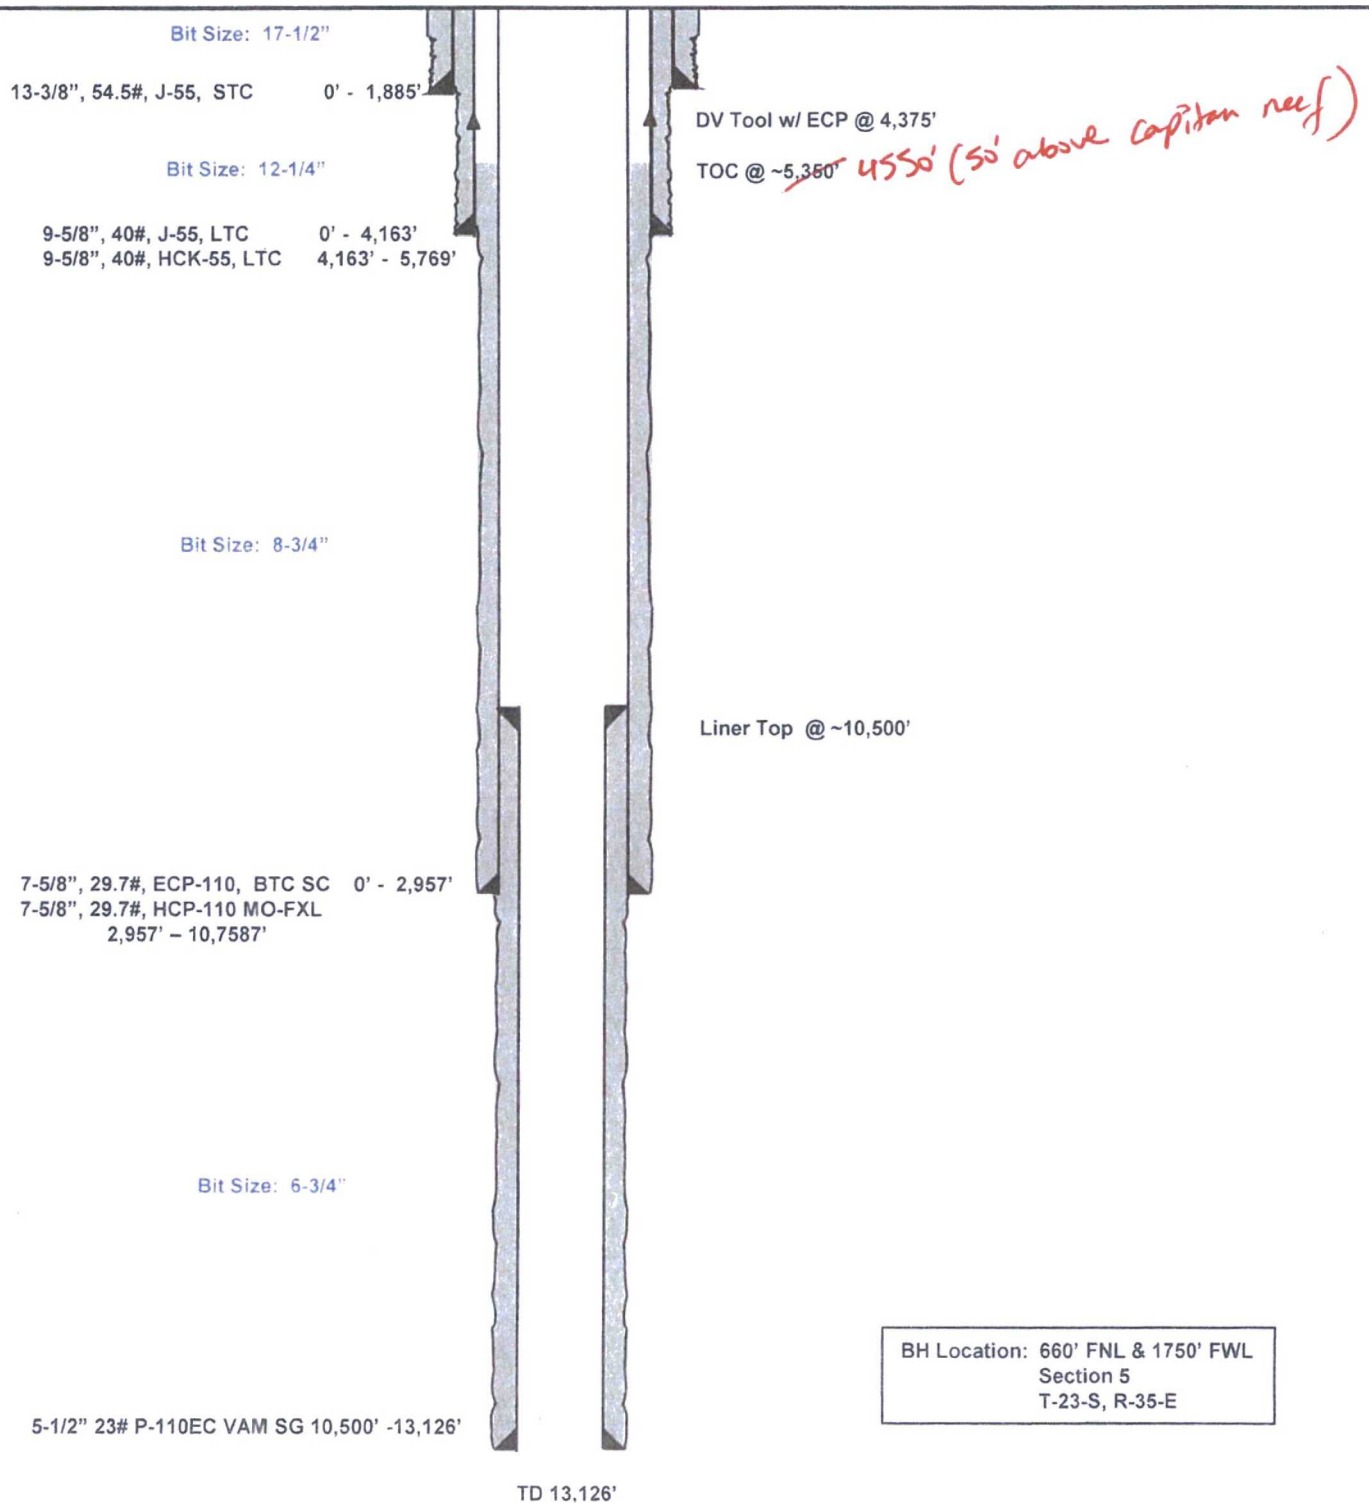 Bit Size: 17-1/2”
13-3/8”, 54.5#, J-55, STC 0’ - 1,885’
DV Tool w/ ECP @ 4,375’
TOC @ ~5,350’ 4550' (50' above capitan reef)
Bit Size: 12-1/4”
9-5/8”, 40#, J-55, LTC 0’ - 4,163’
9-5/8”, 40#, HCK-55, LTC 4,163’ - 5,769’
Bit Size: 8-3/4”
Liner Top @ ~10,500’
7-5/8”, 29.7#, ECP-110, BTC SC 0’ - 2,957’
7-5/8”, 29.7#, HCP-110 MO-FXL
2,957’ – 10,7587’
Bit Size: 6-3/4”
BH Location: 660’ FNL & 1750’ FWL
Section 5
T-23-S, R-35-E
5-1/2” 23# P-110EC VAM SG 10,500’ -13,126’
TD 13,126’